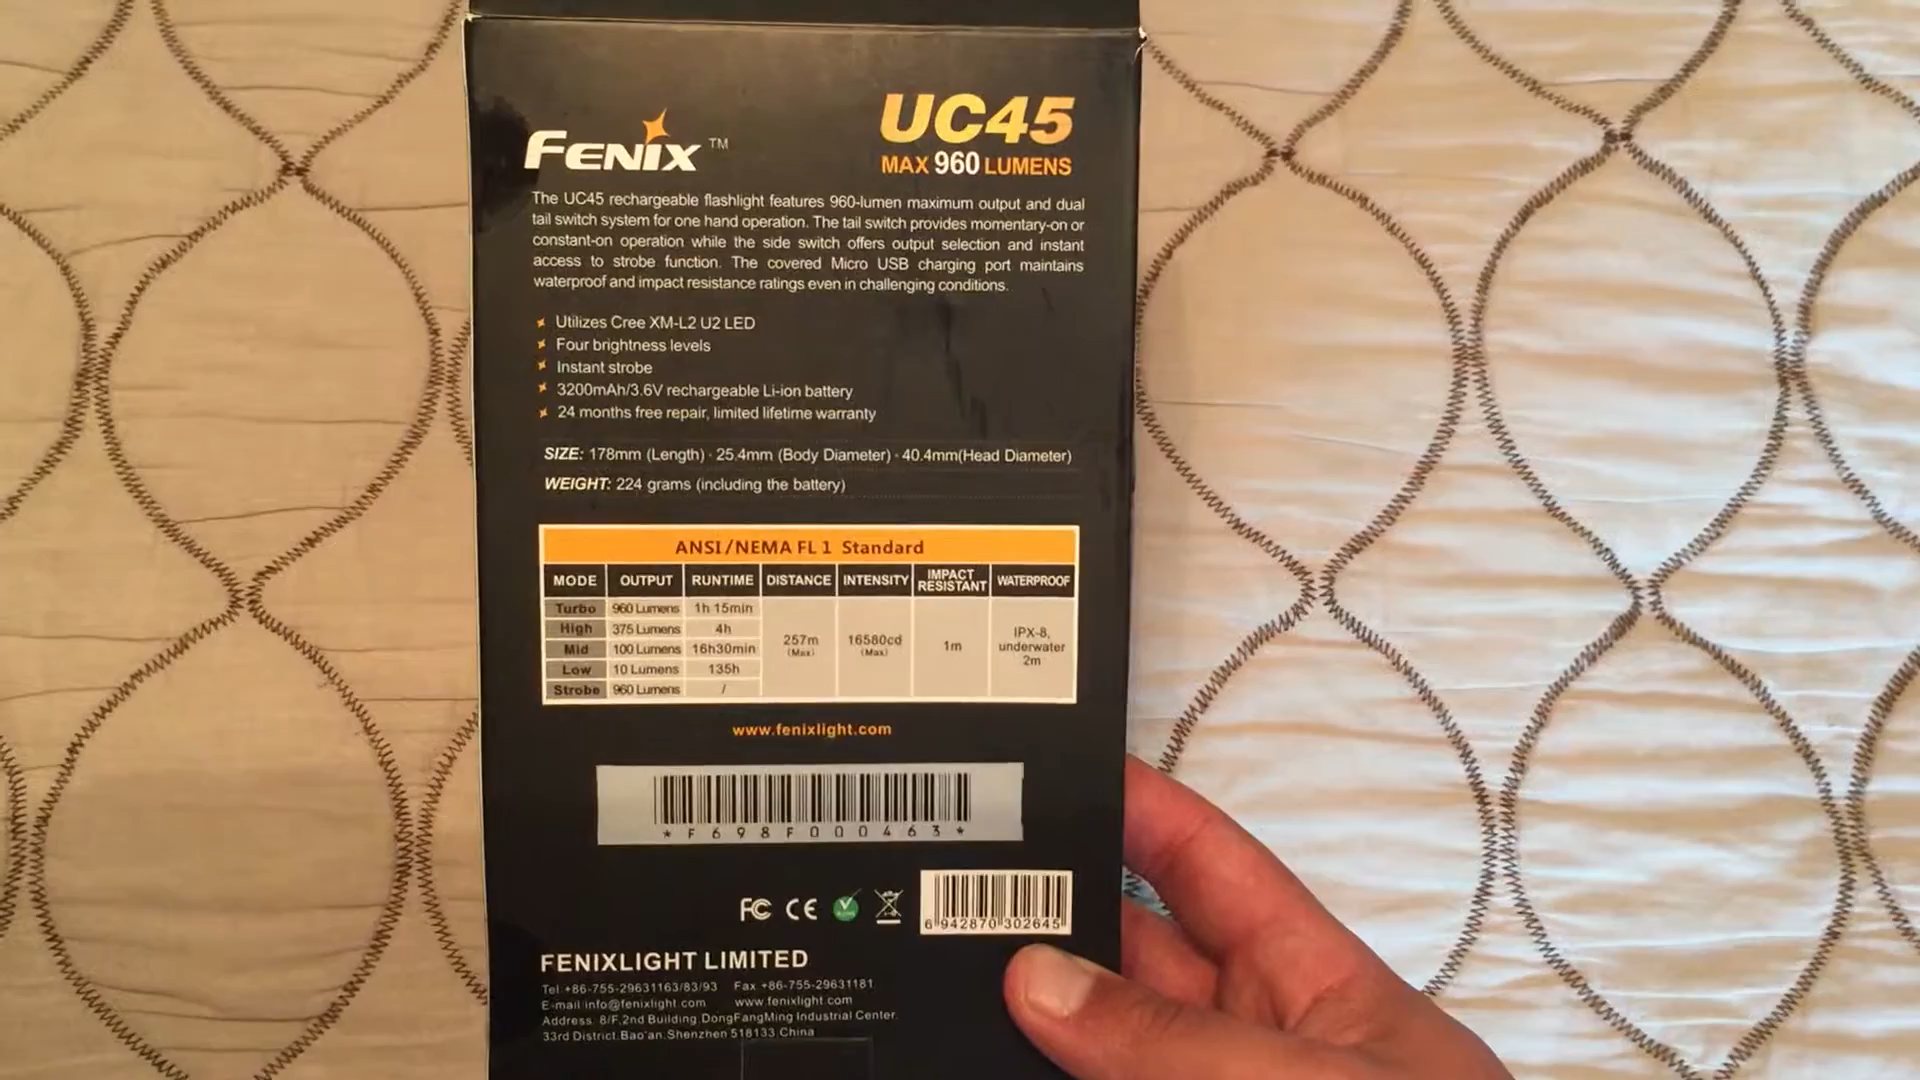 FENIX™
UC45
MAX 960 LUMENS
The UC45 rechargeable flashlight features 960-lumen maximum output and dual
tail switch system for one hand operation. The tail switch provides momentary-on or
constant-on operation while the side switch offers output selection and instant
access to strobe function. The covered Micro USB charging port maintains
waterproof and impact resistance ratings even in challenging conditions.
Utilizes Cree XM-L2 U2 LED
Four brightness levels
Instant strobe
3200mAh/3.6V rechargeable Li-ion battery
24 months free repair, limited lifetime warranty
SIZE: 178mm (Length) · 25.4mm (Body Diameter) · 40.4mm(Head Diameter)
WEIGHT: 224 grams (including the battery)
ANSI/NEMA FL 1 Standard
MODE OUTPUT RUNTIME DISTANCE INTENSITY IMPACT RESISTANT WATERPROOF
Turbo 960 Lumens 1h 15min
High 375 Lumens 4h
Mid 100 Lumens 16h30min
Low 10 Lumens 135h
Strobe 960 Lumens /
257m
(Max)
16580cd
(Max)
1m
IPX-8,
underwater
2m
www.fenixlight.com
*F698F000463*
FC CE
6 942870 302645
FENIXLIGHT LIMITED
Tel:+86-755-29631163/83/93 Fax:+86-755-29631181
E-mail:info@fenixlight.com www.fenixlight.com
Address: 8/F,2nd Building,DongFangMing Industrial Center,
33rd District,Bao'an,Shenzhen 518133,China